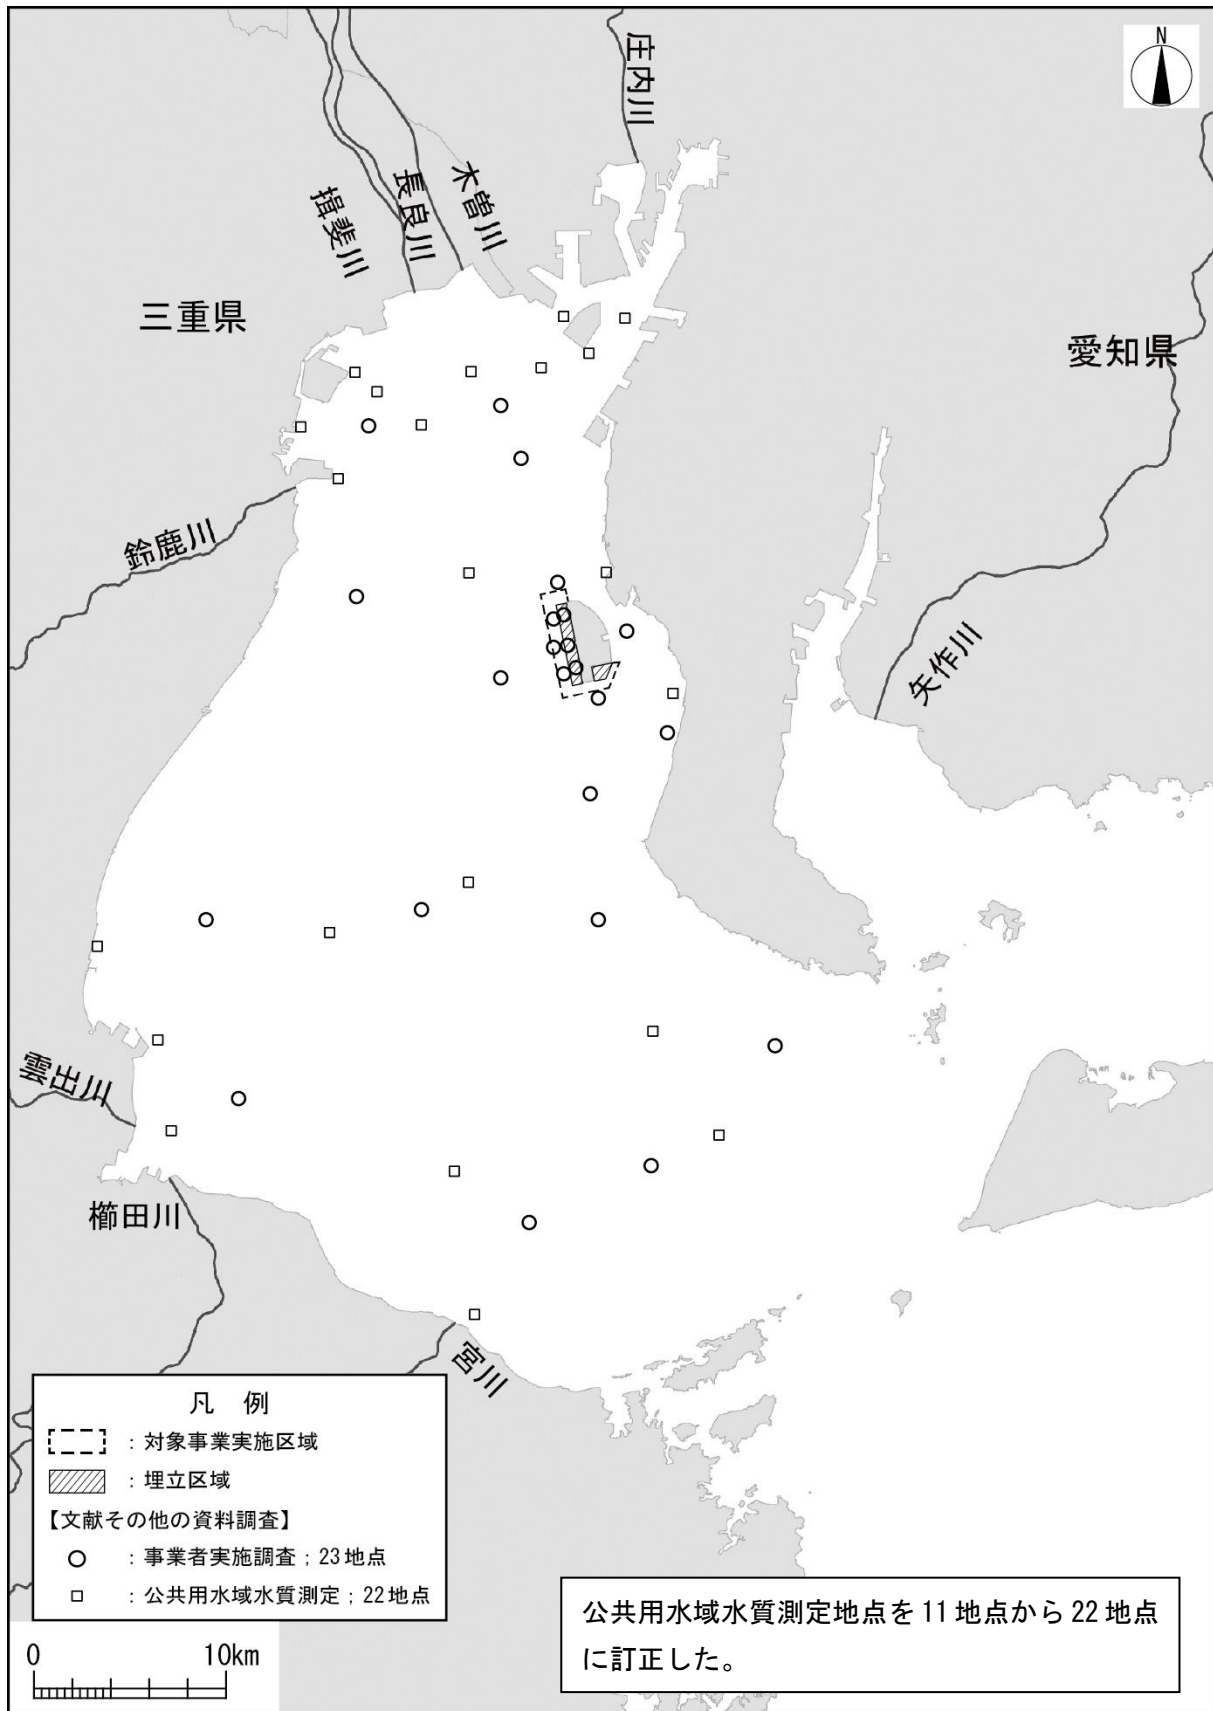 N
庄内川
木曽川
長良川
揖斐川
三重県
愛知県
鈴鹿川
矢作川
雲出川
櫛田川
宮川
凡 例
：対象事業実施区域
：埋立区域
【文献その他の資料調査】
：事業者実施調査；23地点
：公共用水域水質測定；22地点
公共用水域水質測定地点を11地点から22地点
に訂正した。
0 10km